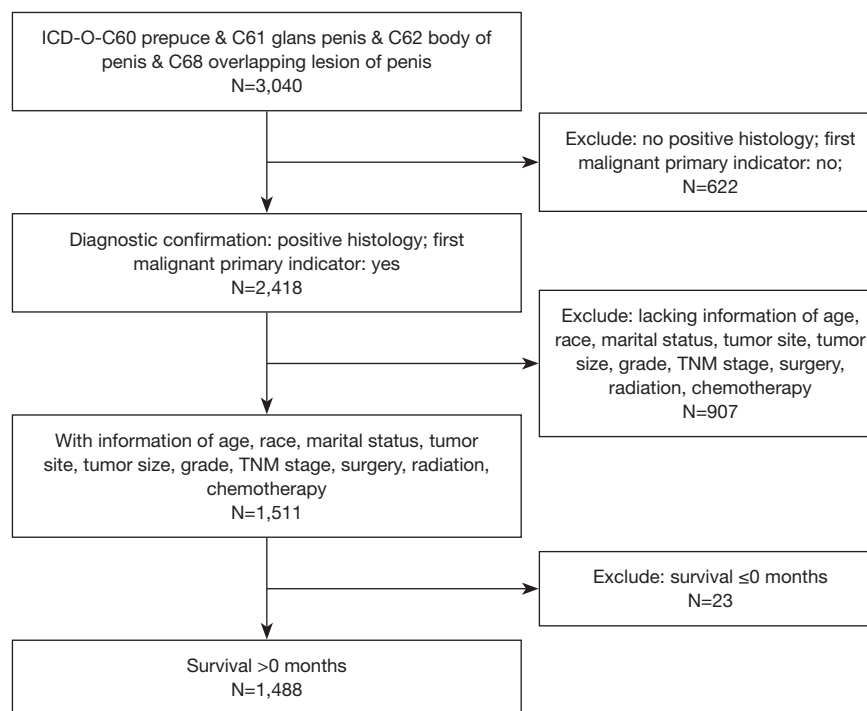 ICD-O-C60 prepuce & C61 glans penis & C62 body of
penis & C68 overlapping lesion of penis
N=3,040
Exclude: no positive histology; first
malignant primary indicator: no;
N=622
Diagnostic confirmation: positive histology; first
malignant primary indicator: yes
N=2,418
Exclude: lacking information of age,
race, marital status, tumor site, tumor
size, grade, TNM stage, surgery,
radiation, chemotherapy
N=907
With information of age, race, marital status, tumor
site, tumor size, grade, TNM stage, surgery, radiation,
chemotherapy
N=1,511
Exclude: survival ≤0 months
N=23
Survival >0 months
N=1,488